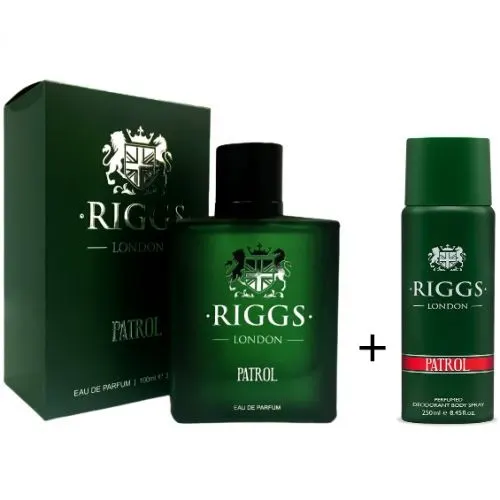 ·RIGGS·
LONDON
PATROL
EAU DE PARFUM | 100ml e
·RIGGS·
LONDON
PATROL
EAU DE PARFUM
+
RIGGS
LONDON
PATROL
PERFUMED
DEODORANT BODY SPRAY
250ml e 8.45fl.oz.